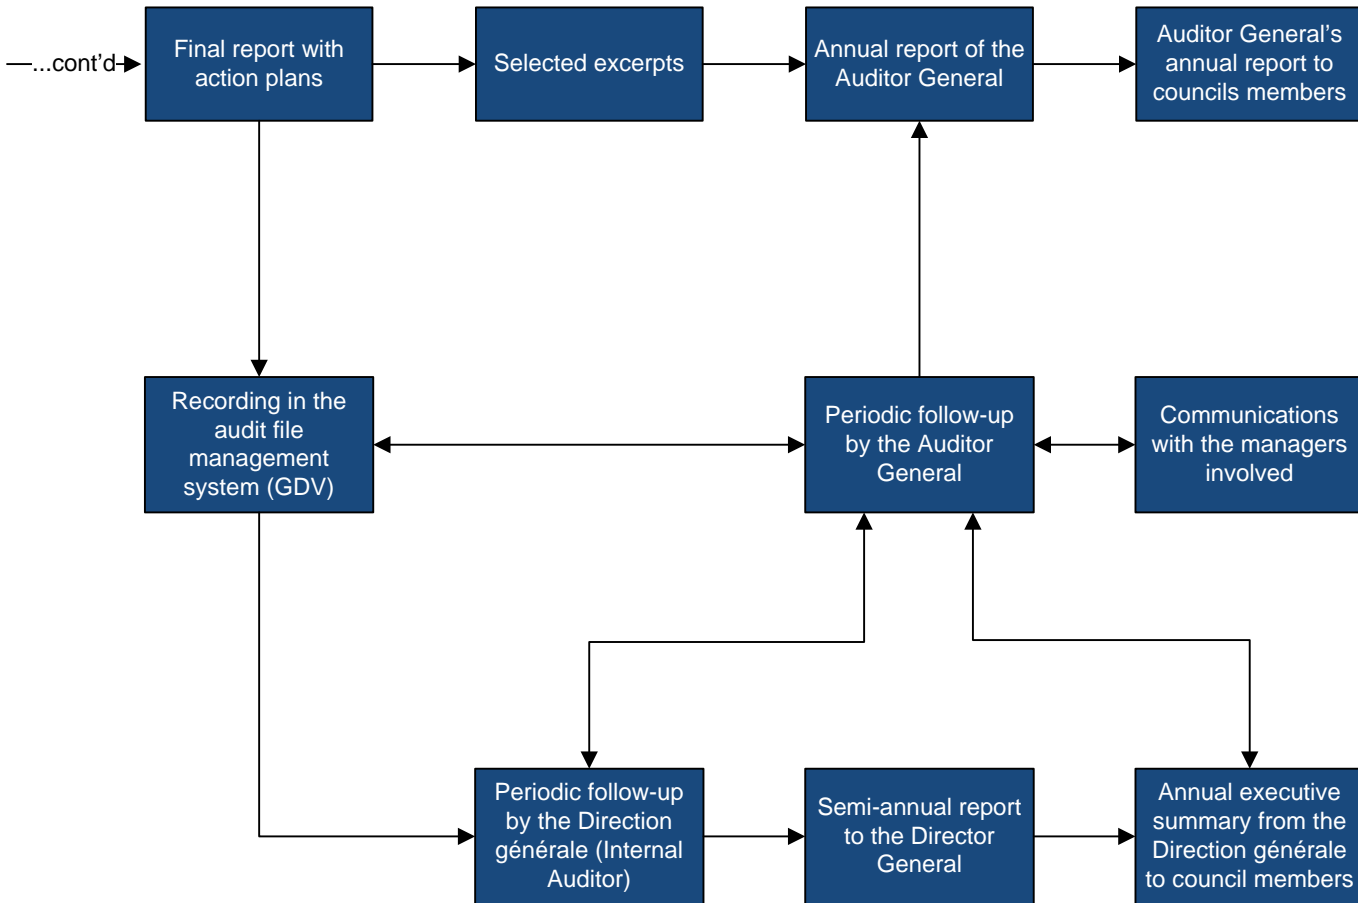 ...cont'd
Final report with
action plans
Selected excerpts
Annual report of the
Auditor General
Auditor General’s
annual report to
councils members
Recording in the
audit file
management
system (GDV)
Periodic follow-up
by the Auditor
General
Communications
with the managers
involved
Periodic follow-up
by the Direction
générale (Internal
Auditor)
Semi-annual report
to the Director
General
Annual executive
summary from the
Direction générale
to council members